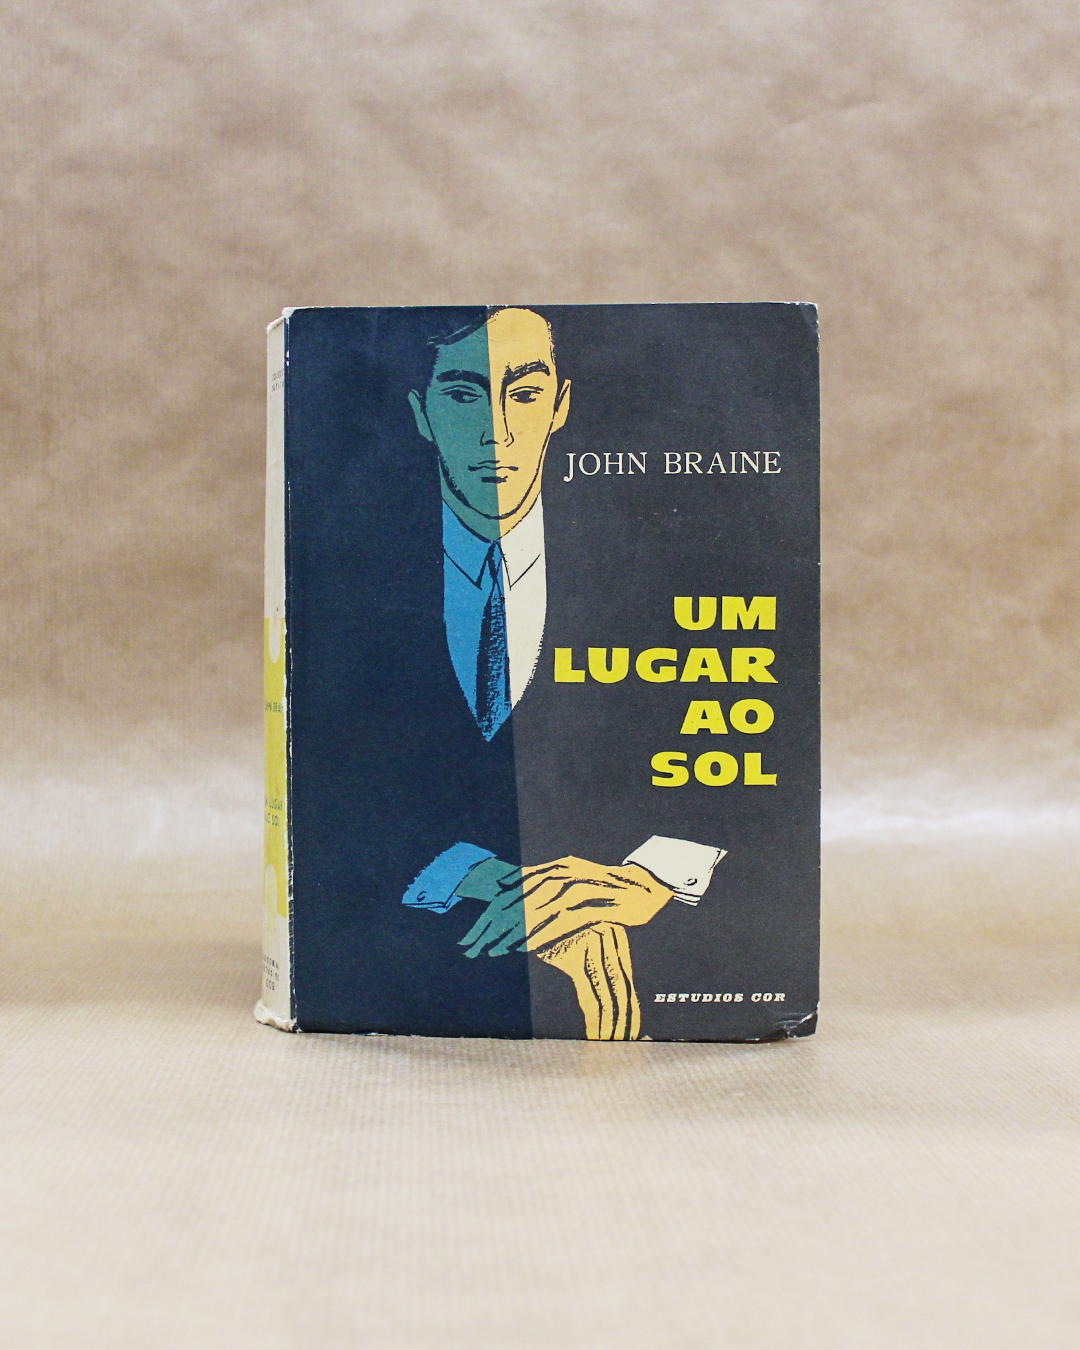 JOHN BRAINE
UM
LUGAR
AO
SOL
ESTUDIOS COR